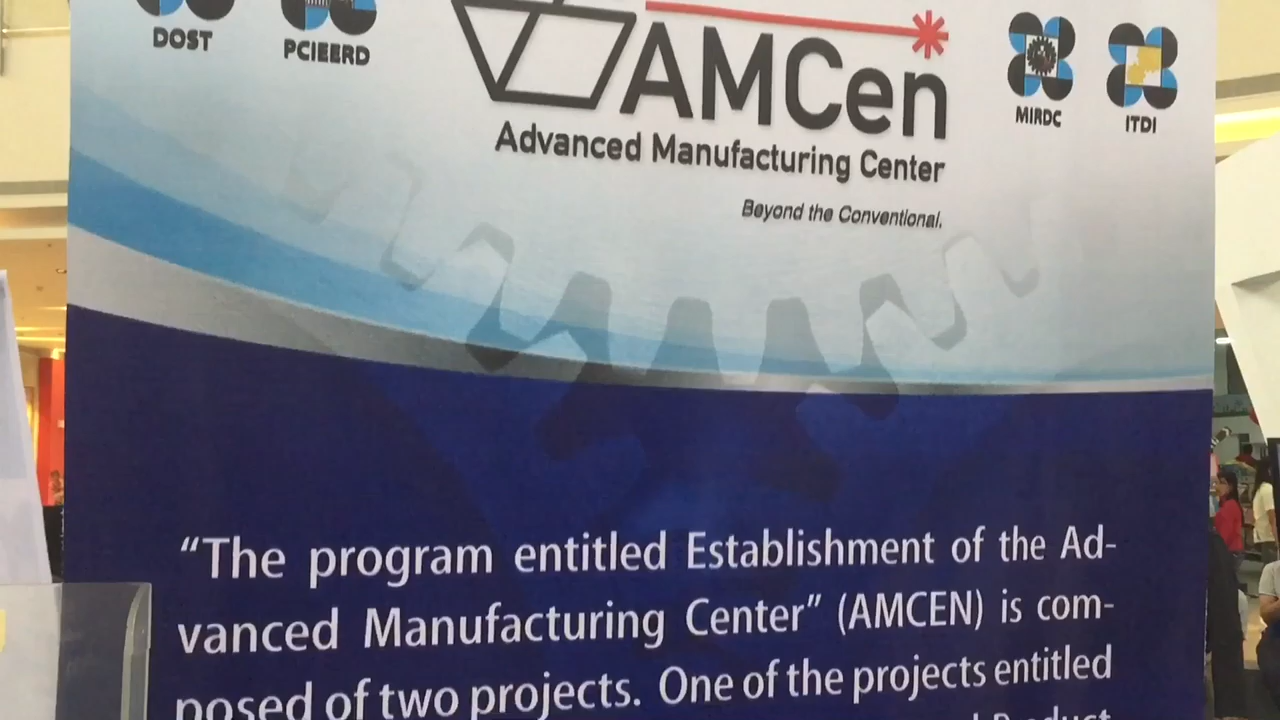 DOST
PCIEERD
AMCen
MIRDC
ITDI
Advanced Manufacturing Center
Beyond the Conventional.
“The program entitled Establishment of the Ad-
vanced Manufacturing Center” (AMCEN) is com-
posed of two projects. One of the projects entitled
Product